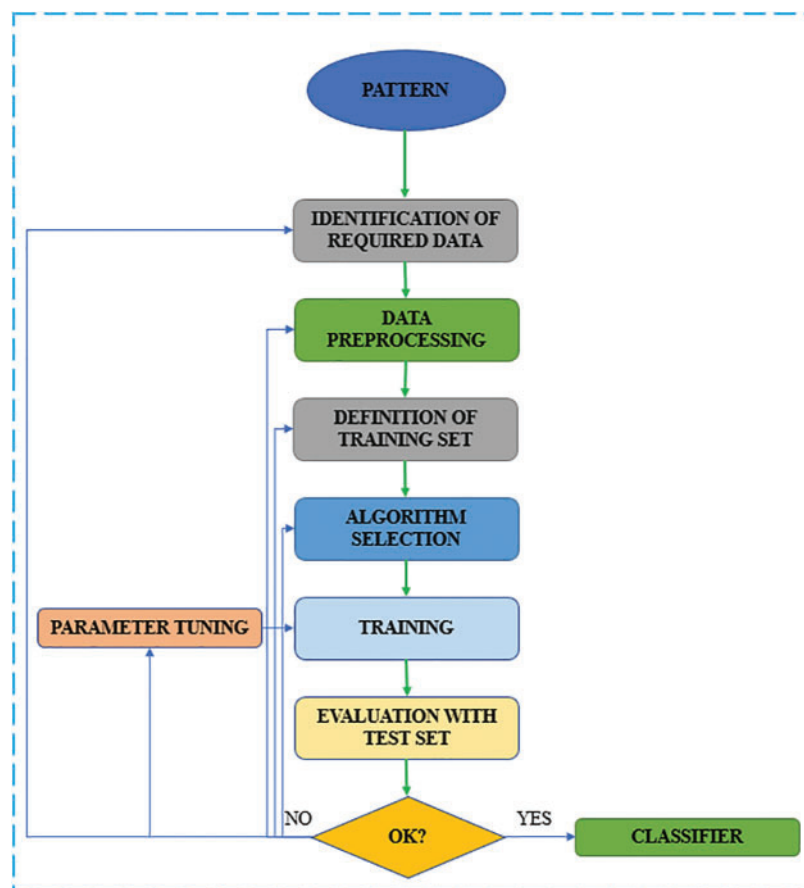 PATTERN
IDENTIFICATION OF
REQUIRED DATA
DATA
PREPROCESSING
DEFINITION OF
TRAINING SET
ALGORITHM
SELECTION
PARAMETER TUNING
TRAINING
EVALUATION WITH
TEST SET
NO
OK?
YES
CLASSIFIER